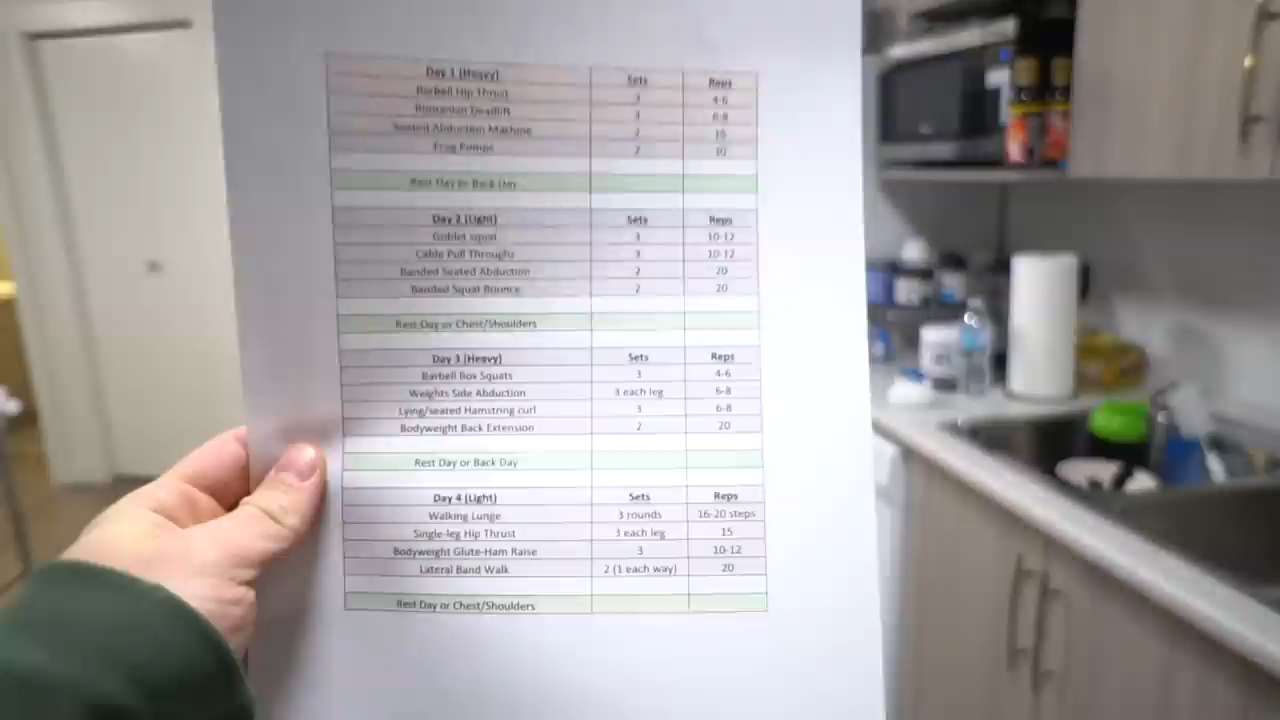 Day 1 (Heavy) Sets Reps
Barbell Hip Thrust 3 4-6
Romanian Deadlift 3 6-8
Seated Abduction Machine 2 10
Frog Pumps 2 10
Rest Day or Back Day
Day 2 (Light) Sets Reps
Goblet squat 3 10-12
Cable Pull Throughs 3 10-12
Banded Seated Abduction 2 20
Banded Squat Bounce 2 20
Rest Day or Chest/Shoulders
Day 3 (Heavy) Sets Reps
Barbell Box Squats 3 4-6
Weights Side Abduction 3 each leg 6-8
Lying/seated Hamstring curl 3 6-8
Bodyweight Back Extension 2 20
Rest Day or Back Day
Day 4 (Light) Sets Reps
Walking Lunge 3 rounds 16-20 steps
Single-leg Hip Thrust 3 each leg 15
Bodyweight Glute-Ham Raise 3 10-12
Lateral Band Walk 2 (1 each way) 20
Rest Day or Chest/Shoulders